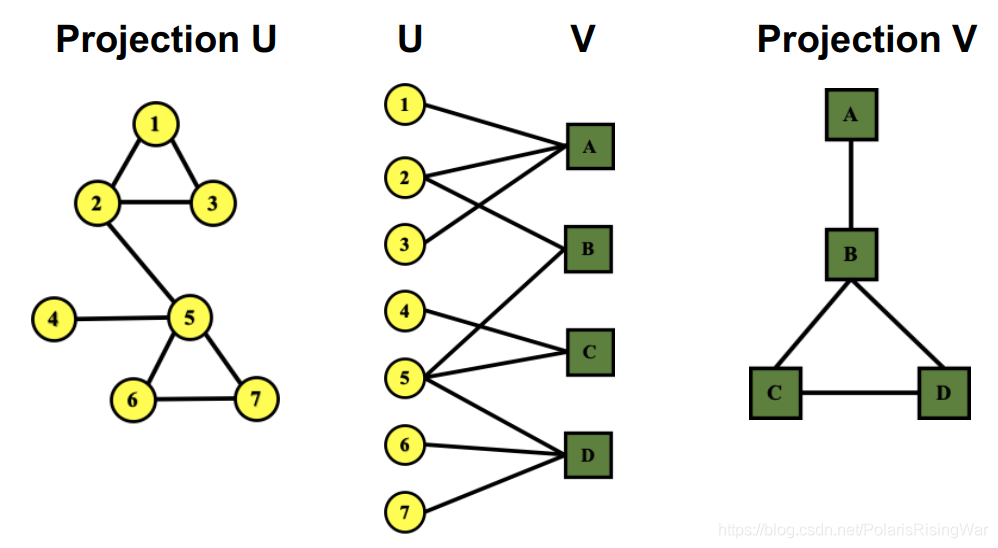 Projection U
U
V
Projection V
1
2
3
4
5
6
7
1
2
3
4
5
6
7
A
B
C
D
A
B
C
D
https://blog.csdn.net/PolarisRisingWar